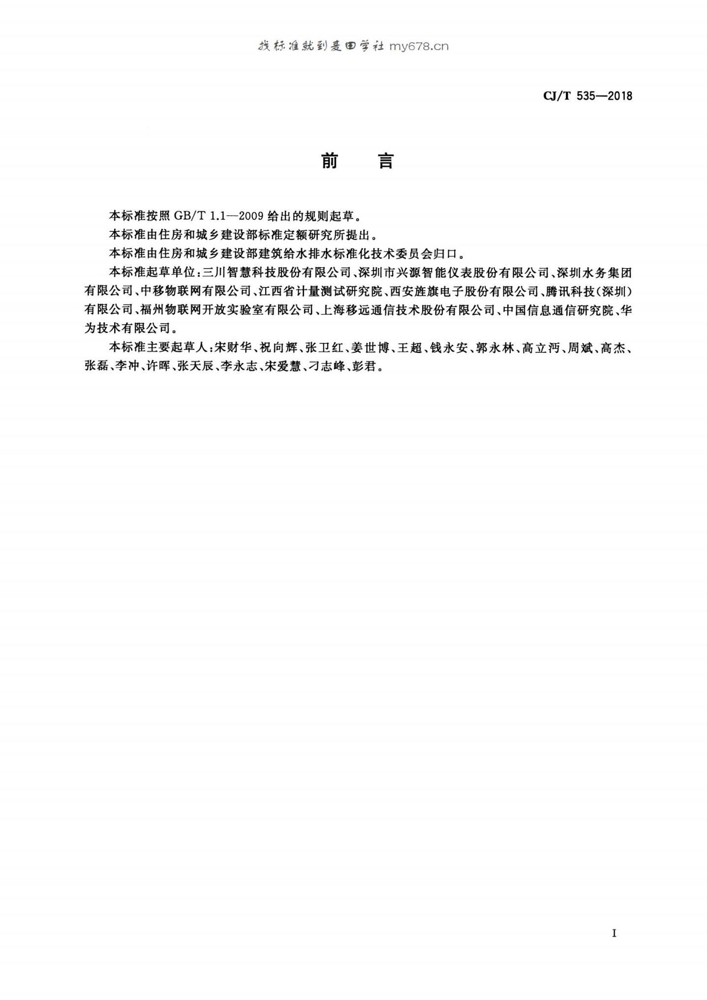 找标准就到麦田学社 my678.cn
CJ/T 535—2018
前 言
本标准按照 GB/T 1.1—2009 给出的规则起草。
本标准由住房和城乡建设部标准定额研究所提出。
本标准由住房和城乡建设部建筑给水排水标准化技术委员会归口。
本标准起草单位:三川智慧科技股份有限公司、深圳市兴源智能仪表股份有限公司、深圳水务集团
有限公司、中移物联网有限公司、江西省计量测试研究院、西安旌旗电子股份有限公司、腾讯科技(深圳)
有限公司、福州物联网开放实验室有限公司、上海移远通信技术股份有限公司、中国信息通信研究院、华
为技术有限公司。
本标准主要起草人:宋财华、祝向辉、张卫红、姜世博、王超、钱永安、郭永林、高立沔、周斌、高杰、
张磊、李冲、许晖、张天辰、李永志、宋爱慧、刁志峰、彭君。
I